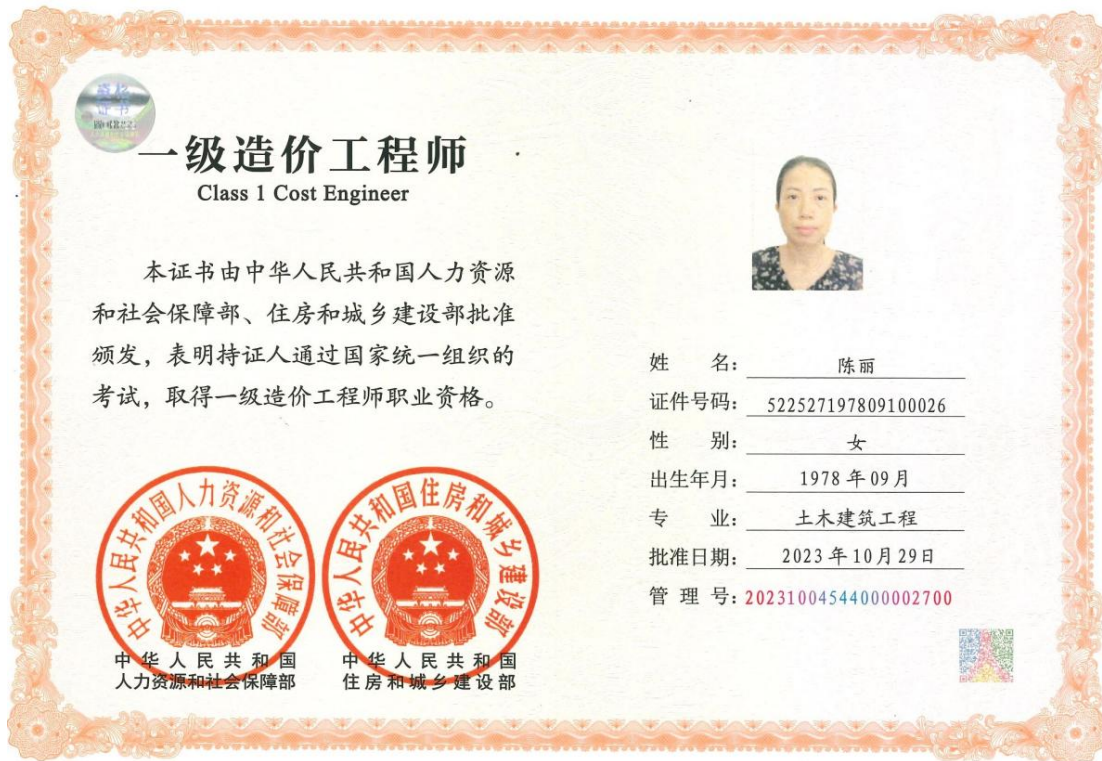 资格
证书
一级造价工程师
Class 1 Cost Engineer
本证书由中华人民共和国人力资源
和社会保障部、住房和城乡建设部批准
颁发，表明持证人通过国家统一组织的
考试，取得一级造价工程师职业资格。
中华人民共和国人力资源和社会保障部
中华人民共和国住房和城乡建设部
中华人民共和国
人力资源和社会保障部
中华人民共和国
住房和城乡建设部
姓 名： 陈丽
证件号码： 522527197809100026
性 别： 女
出生年月： 1978年09月
专 业： 土木建筑工程
批准日期： 2023年10月29日
管 理 号：20231004544000002700